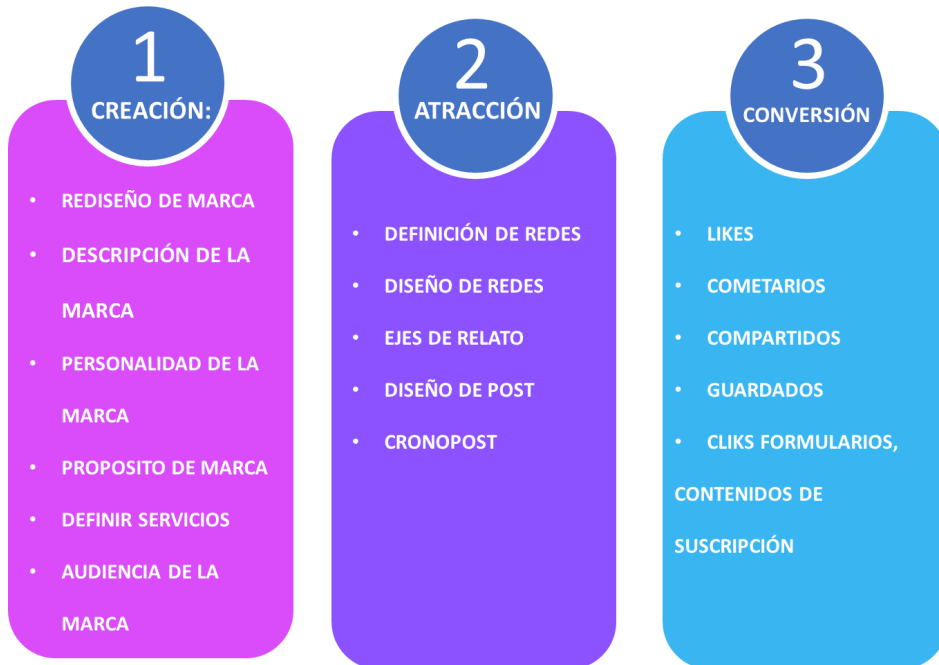 1
CREACIÓN:
• REDISEÑO DE MARCA
• DESCRIPCIÓN DE LA
MARCA
• PERSONALIDAD DE LA
MARCA
• PROPOSITO DE MARCA
• DEFINIR SERVICIOS
• AUDIENCIA DE LA
MARCA
2
ATRACCIÓN
• DEFINICIÓN DE REDES
• DISEÑO DE REDES
• EJES DE RELATO
• DISEÑO DE POST
• CRONOPOST
3
CONVERSIÓN
• LIKES
• COMETARIOS
• COMPARTIDOS
• GUARDADOS
• CLIKS FORMULARIOS,
CONTENIDOS DE
SUSCRIPCIÓN